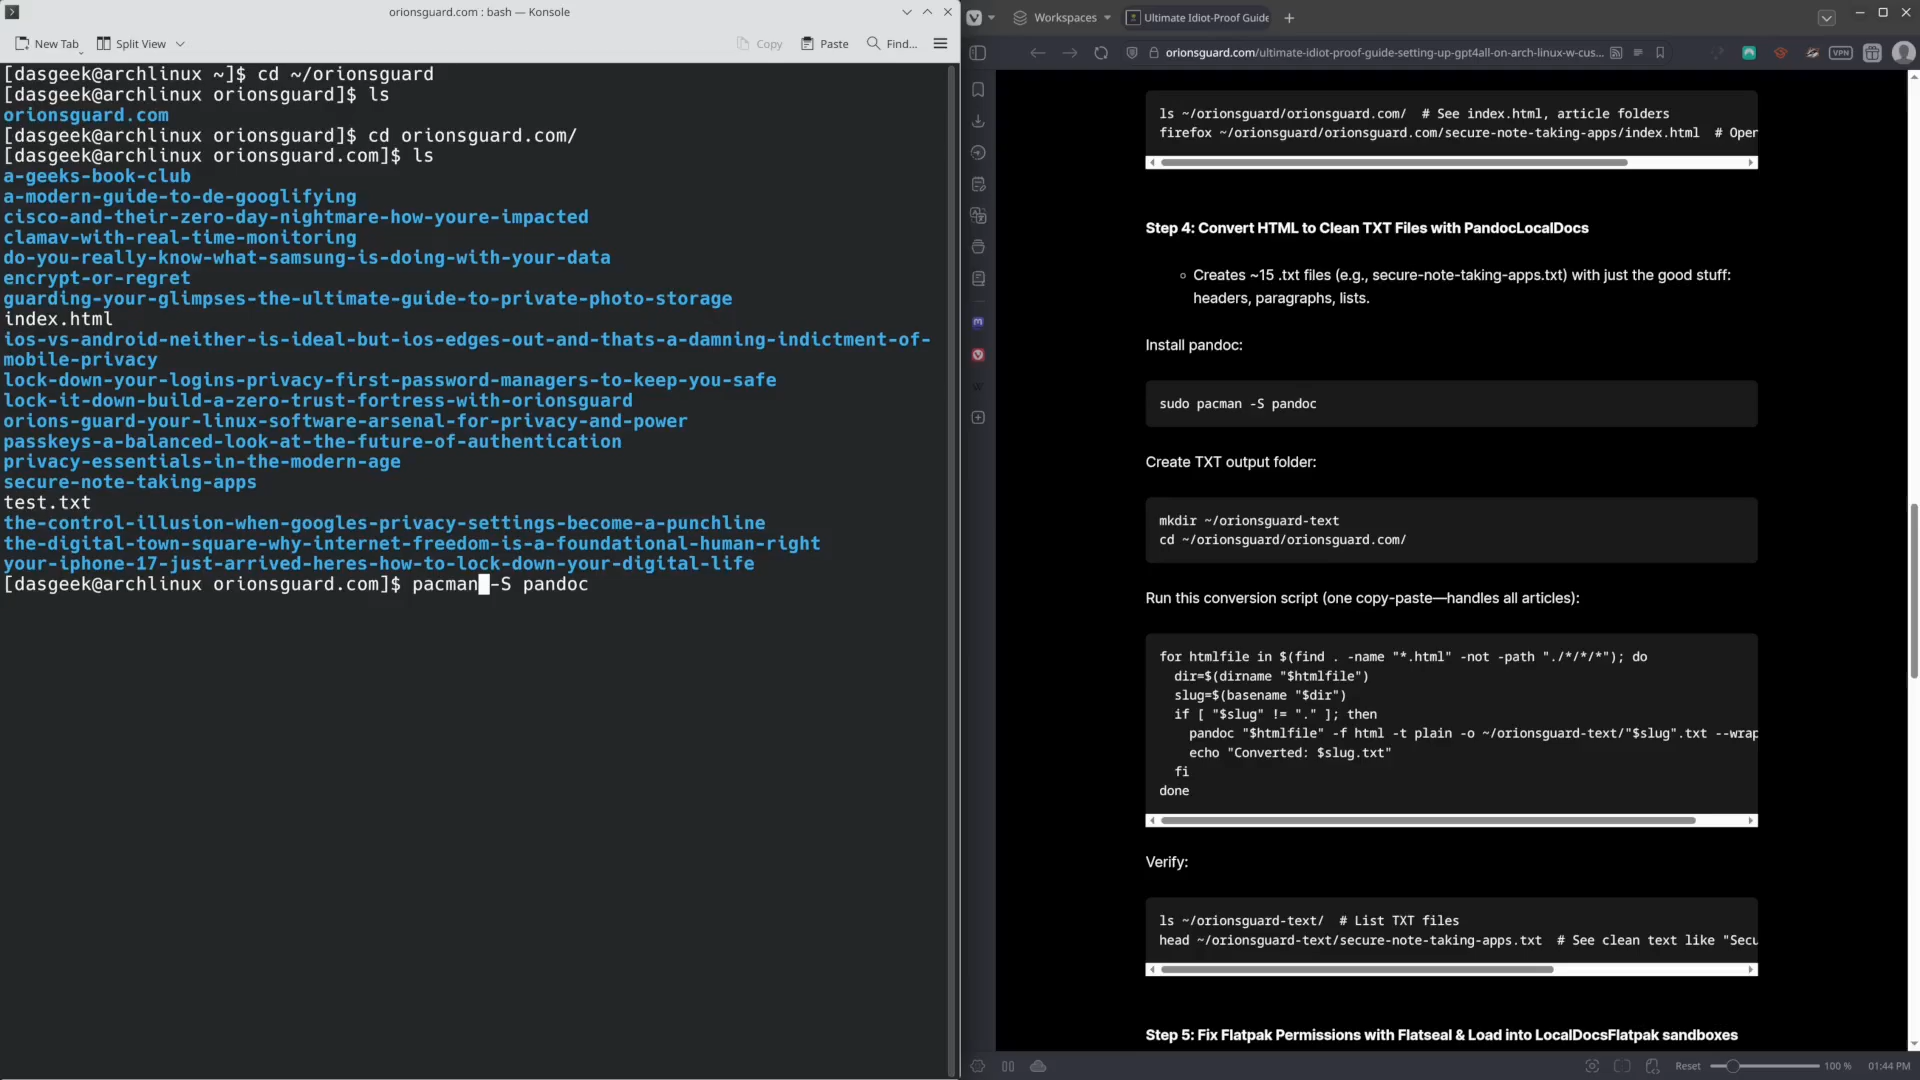 orionsguard.com : bash — Konsole
New Tab
Split View
Copy
Paste
Find...
[dasgeek@archlinux ~]$ cd ~/orionsguard
[dasgeek@archlinux orionsguard]$ ls
orionsguard.com
[dasgeek@archlinux orionsguard]$ cd orionsguard.com/
[dasgeek@archlinux orionsguard.com]$ ls
a-geeks-book-club
a-modern-guide-to-de-googlifying
cisco-and-their-zero-day-nightmare-how-youre-impacted
clamav-with-real-time-monitoring
do-you-really-know-what-samsung-is-doing-with-your-data
encrypt-or-regret
guarding-your-glimpses-the-ultimate-guide-to-private-photo-storage
index.html
ios-vs-android-neither-is-ideal-but-ios-edges-out-and-thats-a-damning-indictment-of-
mobile-privacy
lock-down-your-logins-privacy-first-password-managers-to-keep-you-safe
lock-it-down-build-a-zero-trust-fortress-with-orionsguard
orions-guard-your-linux-software-arsenal-for-privacy-and-power
passkeys-a-balanced-look-at-the-future-of-authentication
privacy-essentials-in-the-modern-age
secure-note-taking-apps
test.txt
the-control-illusion-when-googles-privacy-settings-become-a-punchline
the-digital-town-square-why-internet-freedom-is-a-foundational-human-right
your-iphone-17-just-arrived-heres-how-to-lock-down-your-digital-life
[dasgeek@archlinux orionsguard.com]$ pacman -S pandoc
Workspaces
Ultimate Idiot-Proof Guide
orionsguard.com/ultimate-idiot-proof-guide-setting-up-gpt4all-on-arch-linux-w-cus...
VPN
ls ~/orionsguard/orionsguard.com/  # See index.html, article folders
firefox ~/orionsguard/orionsguard.com/secure-note-taking-apps/index.html  # Open
Step 4: Convert HTML to Clean TXT Files with PandocLocalDocs
Creates ~15 .txt files (e.g., secure-note-taking-apps.txt) with just the good stuff:
headers, paragraphs, lists.
Install pandoc:
sudo pacman -S pandoc
Create TXT output folder:
mkdir ~/orionsguard-text
cd ~/orionsguard/orionsguard.com/
Run this conversion script (one copy-paste—handles all articles):
for htmlfile in $(find . -name "*.html" -not -path "./*/*/*"); do
  dir=$(dirname "$htmlfile")
  slug=$(basename "$dir")
  if [ "$slug" != "." ]; then
    pandoc "$htmlfile" -f html -t plain -o ~/orionsguard-text/"$slug".txt --wrap
    echo "Converted: $slug.txt"
  fi
done
Verify:
ls ~/orionsguard-text/  # List TXT files
head ~/orionsguard-text/secure-note-taking-apps.txt  # See clean text like "Secu
Step 5: Fix Flatpak Permissions with Flatseal & Load into LocalDocsFlatpak sandboxes
Reset
100 %
01:44 PM